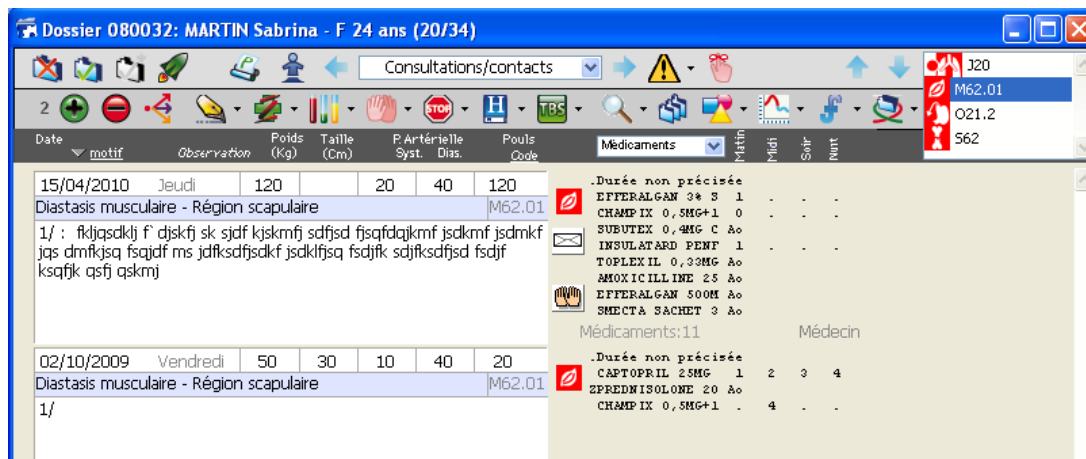 Dossier 080032: MARTIN Sabrina - F 24 ans (20/34)
Consultations/contacts
J20
M62.01
O21.2
S62
2
STOP
H
TBS
Date
motif
Observation
Poids (Kg)
Taille (Cm)
P.Artérielle
Syst. Dias.
Pouls
Code
Médicaments
Matin
Midi
Soir
Nuit
15/04/2010 Jeudi 120 20 40 120
Diastasis musculaire - Région scapulaire M62.01
1/ : fkljqsdklj f` djskfj sk sjdf kjskmfj sdfjsd fjsqfdqjkmf jsdkmf jsdmkf
jqs dmfkjsq fsqjdf ms jdfksdfjsdkf jsdklfjsq fsdjfk sdjfksdfjsd fsdjf
ksqfjk qsfj qskmj
.Durée non précisée
EFFERALGAN 3% S 1 . . .
CHAMPIX 0,5MG+1 0 . . .
SUBUTEX 0,4MG C Ao
INSULATARD PENF 1 . . .
TOPLEXIL 0,33MG Ao
AMOXICILLINE 25 Ao
EFFERALGAN 500M Ao
SMECTA SACHET 3 Ao
Médicaments:11 Médecin
02/10/2009 Vendredi 50 30 10 40 20
Diastasis musculaire - Région scapulaire M62.01
1/
.Durée non précisée
CAPTOPRIL 25MG 1 2 3 4
ZPREDNISOLONE 20 Ao
CHAMPIX 0,5MG+1 . 4 . .